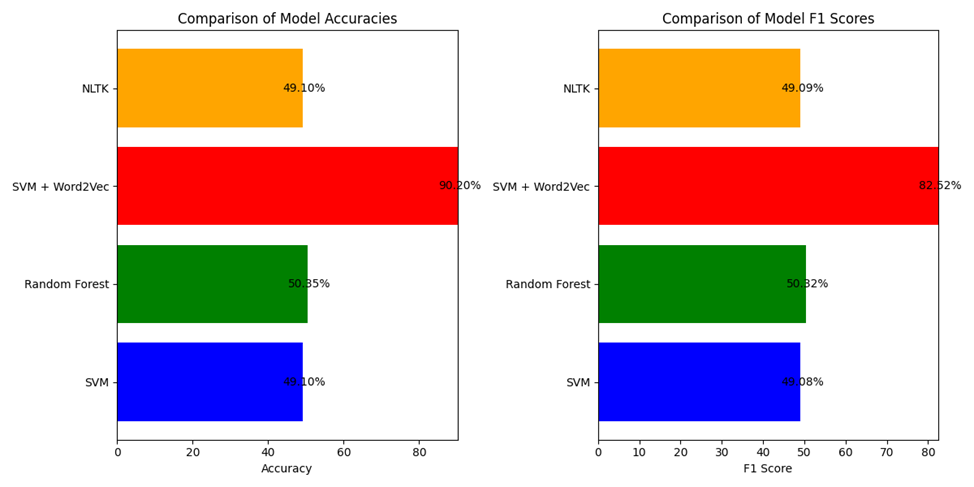 Comparison of Model Accuracies
NLTK
49.10%
SVM + Word2Vec
90.20%
Random Forest
50.35%
SVM
49.10%
0 20 40 60 80
Accuracy
Comparison of Model F1 Scores
NLTK
49.09%
SVM + Word2Vec
82.52%
Random Forest
50.32%
SVM
49.08%
0 10 20 30 40 50 60 70 80
F1 Score